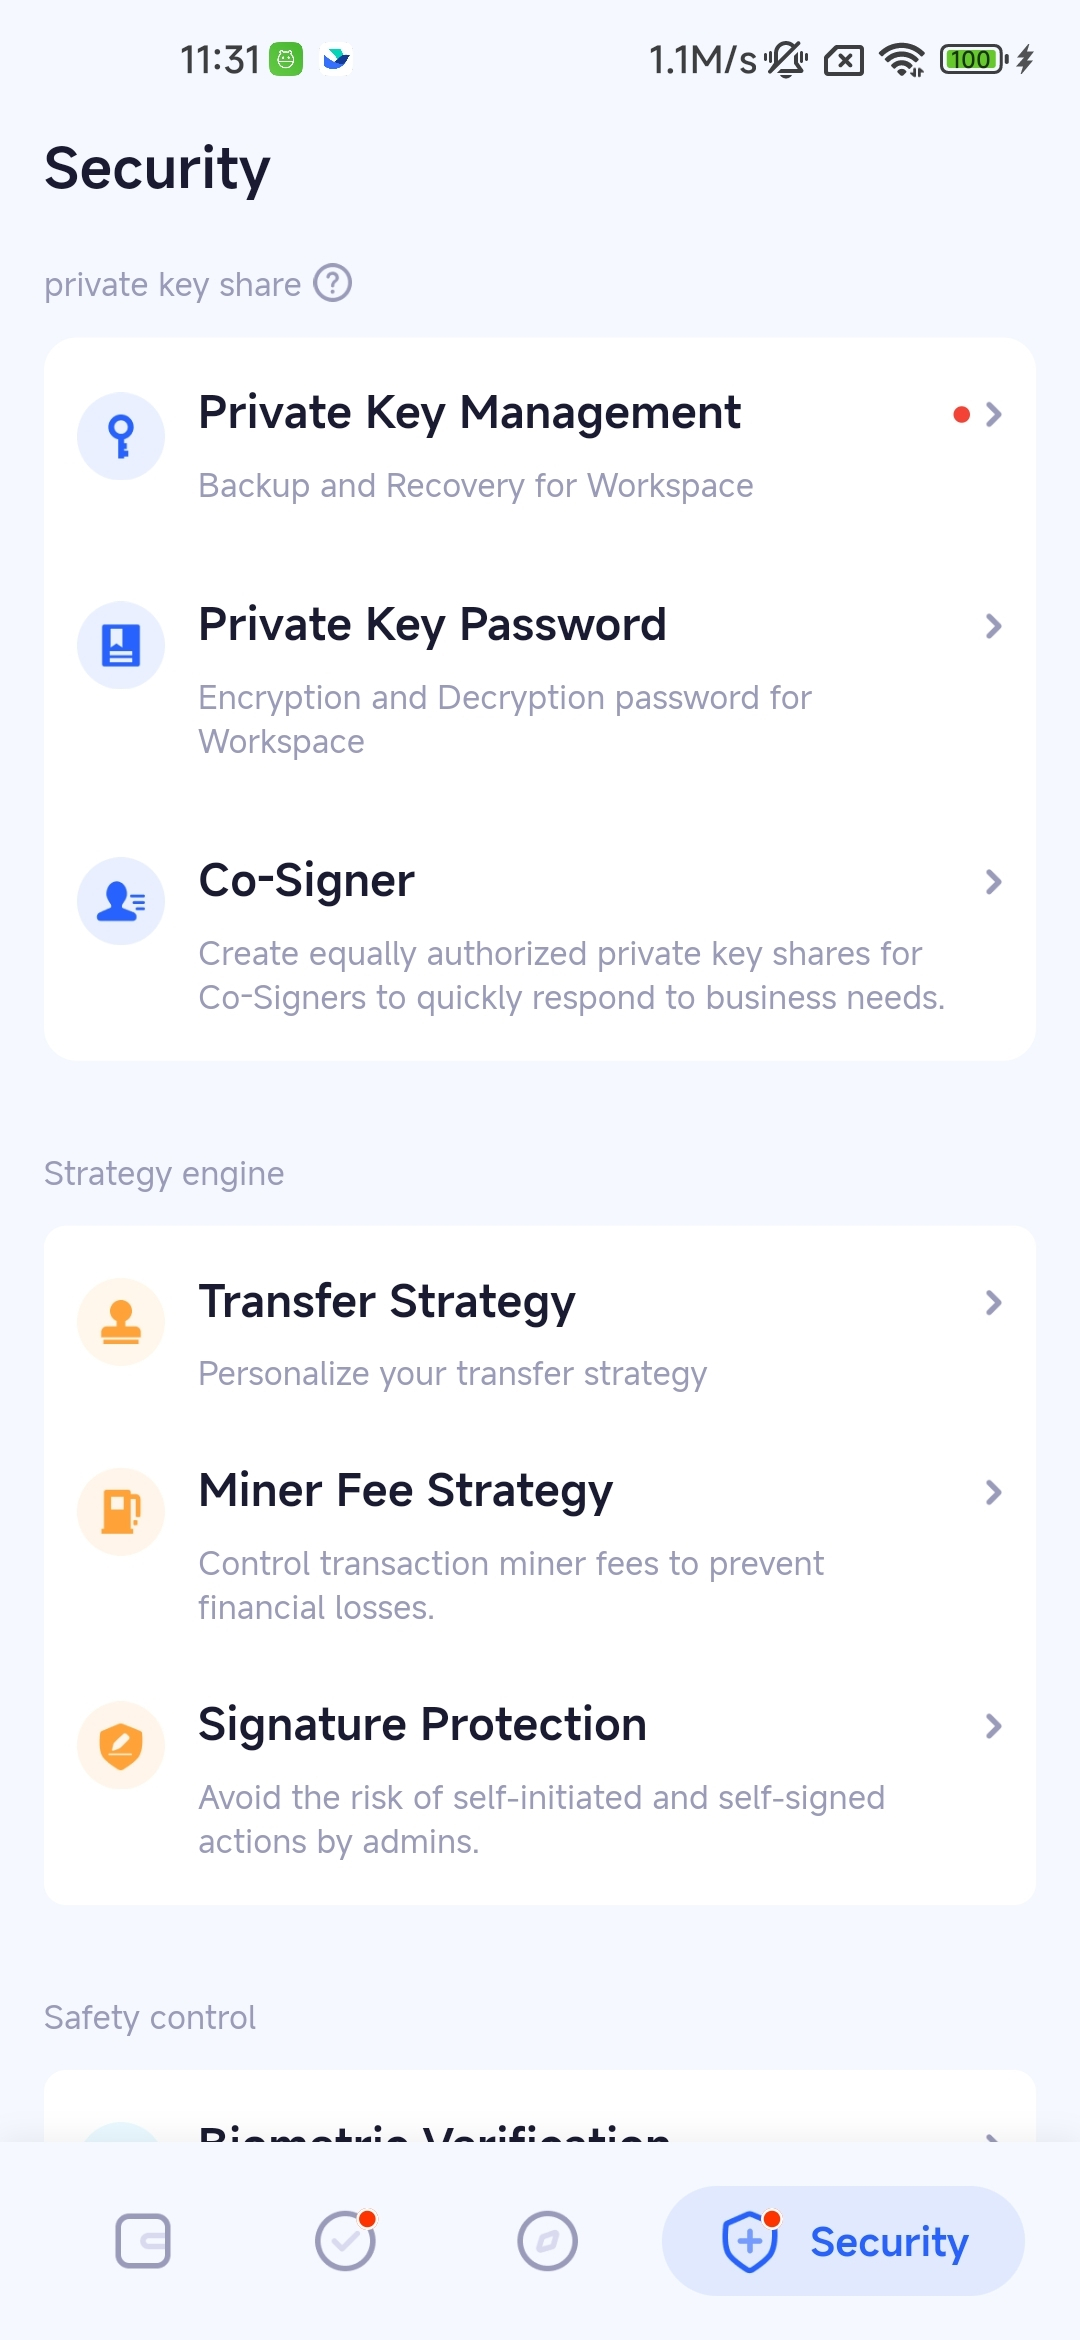 11:31
1.1M/s
100
Security
private key share
Private Key Management
Backup and Recovery for Workspace
Private Key Password
Encryption and Decryption password for
Workspace
Co-Signer
Create equally authorized private key shares for
Co-Signers to quickly respond to business needs.
Strategy engine
Transfer Strategy
Personalize your transfer strategy
Miner Fee Strategy
Control transaction miner fees to prevent
financial losses.
Signature Protection
Avoid the risk of self-initiated and self-signed
actions by admins.
Safety control
Biometric Verification
Security